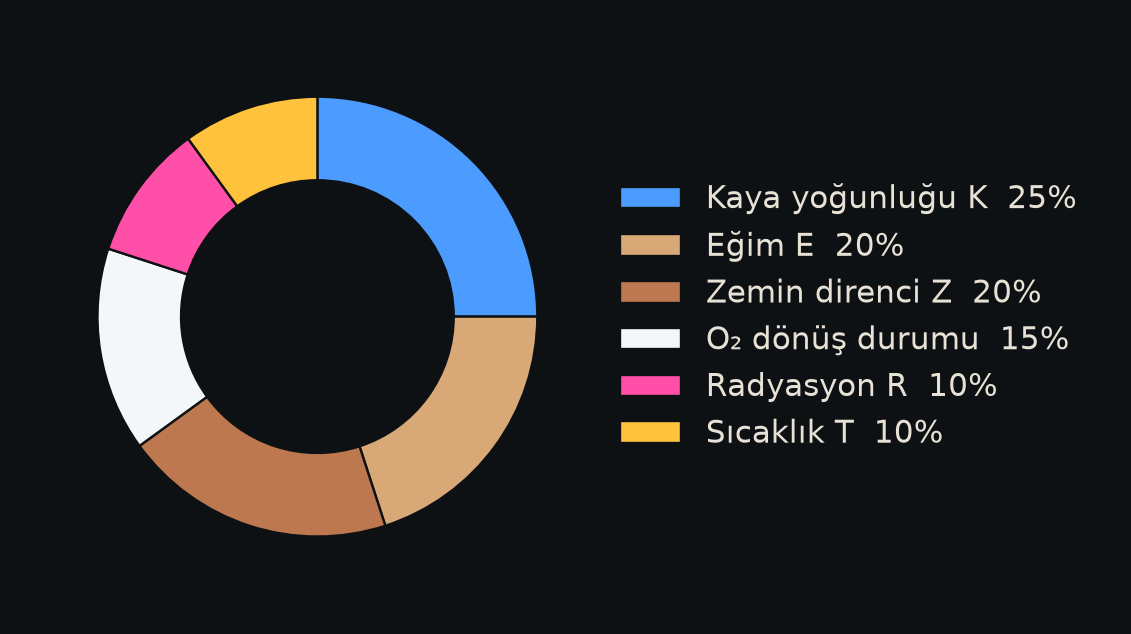 Kaya yoğunluğu K  25%
Eğim E  20%
Zemin direnci Z  20%
O₂ dönüş durumu  15%
Radyasyon R  10%
Sıcaklık T  10%